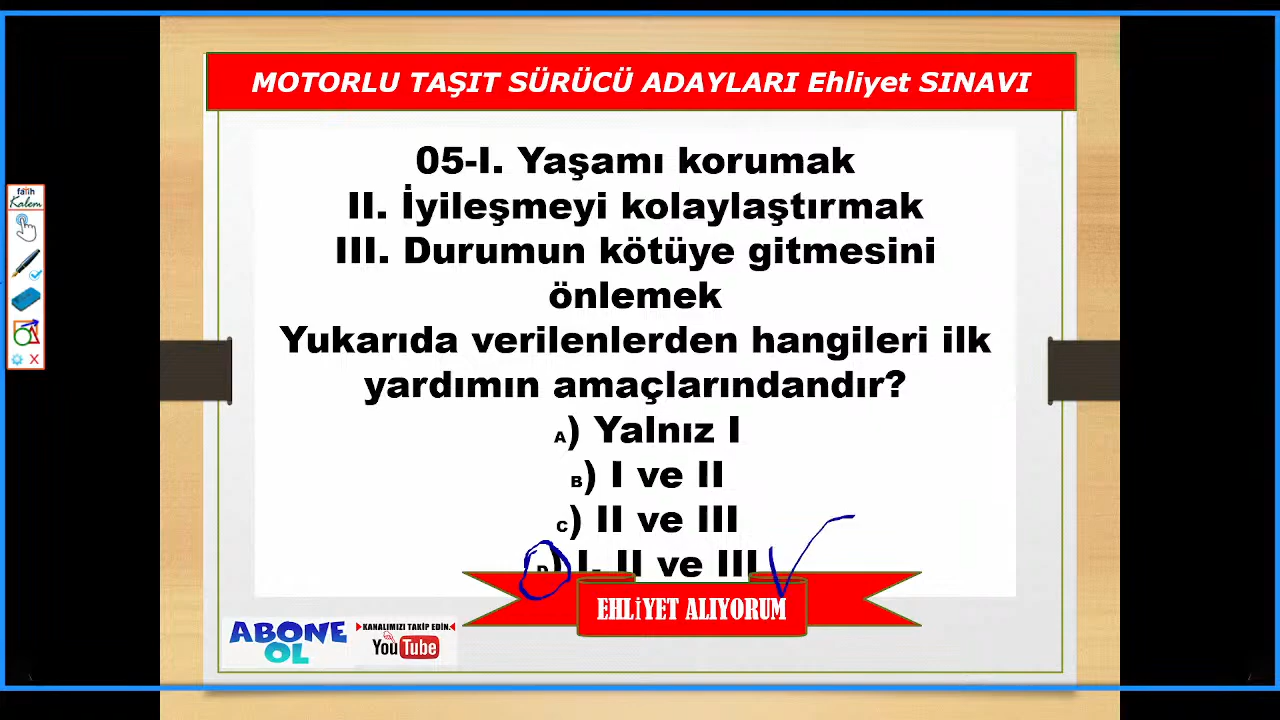 MOTORLU TAŞIT SÜRÜCÜ ADAYLARI Ehliyet SINAVI
05-I. Yaşamı korumak
II. İyileşmeyi kolaylaştırmak
III. Durumun kötüye gitmesini
önlemek
Yukarıda verilenlerden hangileri ilk
yardımın amaçlarındandır?
A) Yalnız I
B) I ve II
C) II ve III
D) I- II ve III
EHLİYET ALIYORUM
ABONE
OL
KANALIMIZI TAKİP EDİN.
YouTube
fatih
Kalem